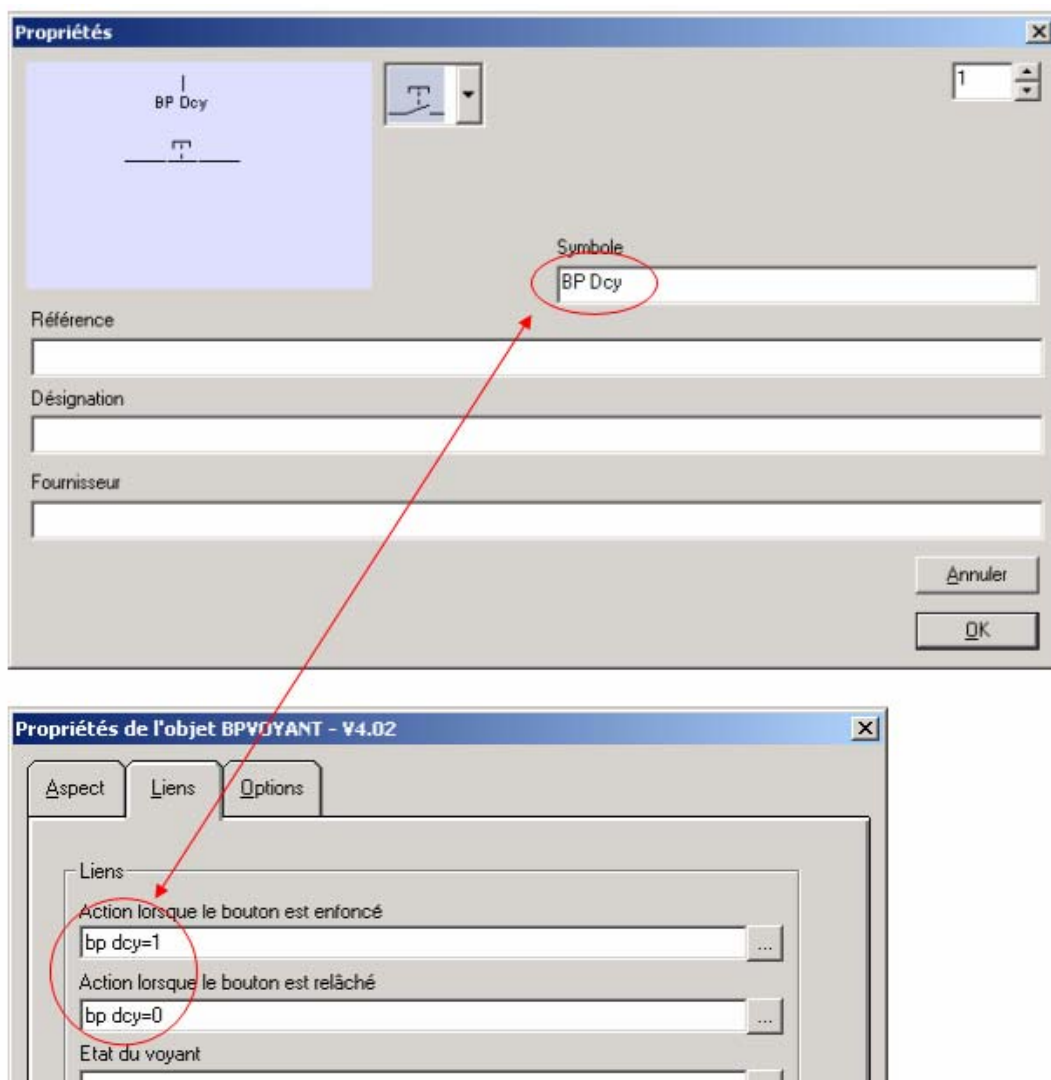 Propriétés
BP Dcy
1
Symbole
BP Dcy
Référence
Désignation
Fournisseur
Annuler
OK
Propriétés de l'objet BPVOYANT - V4.02
Aspect Liens Options
Liens
Action lorsque le bouton est enfoncé
bp dcy=1
...
Action lorsque le bouton est relâché
bp dcy=0
...
Etat du voyant